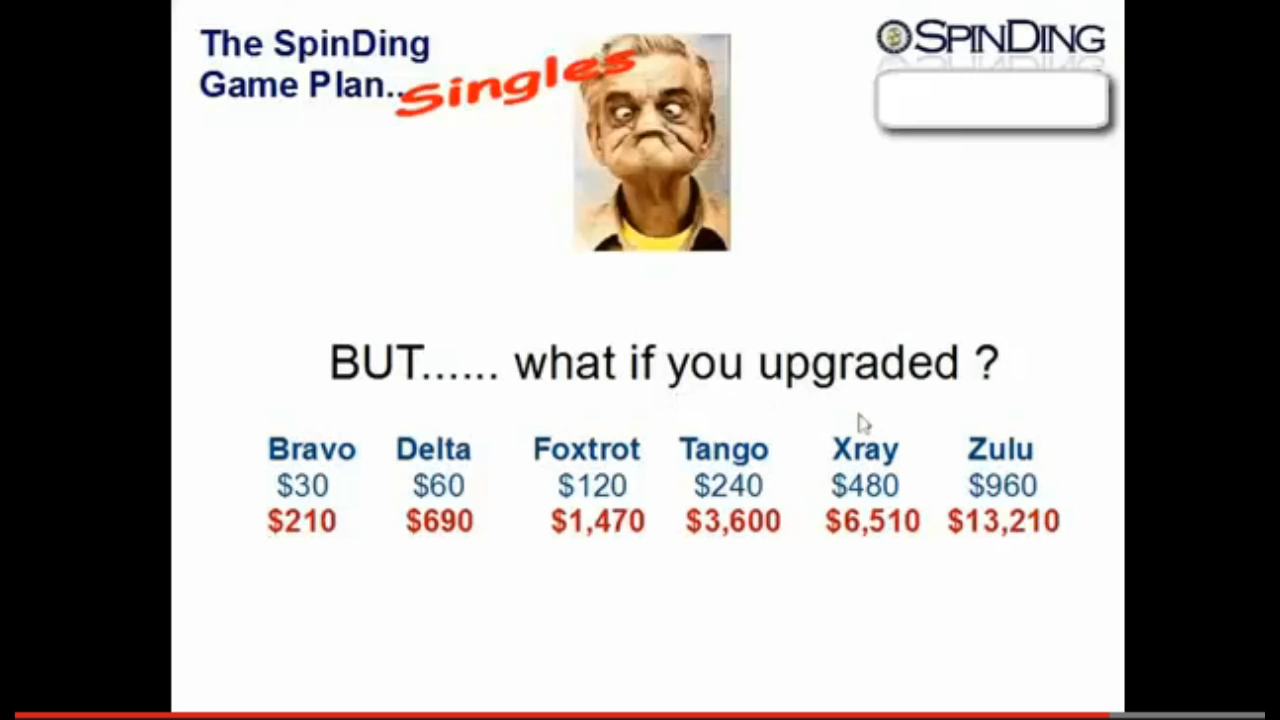 The SpinDing
Game Plan..
Singles
SPINDING
BUT...... what if you upgraded ?
Bravo Delta Foxtrot Tango Xray Zulu
$30 $60 $120 $240 $480 $960
$210 $690 $1,470 $3,600 $6,510 $13,210